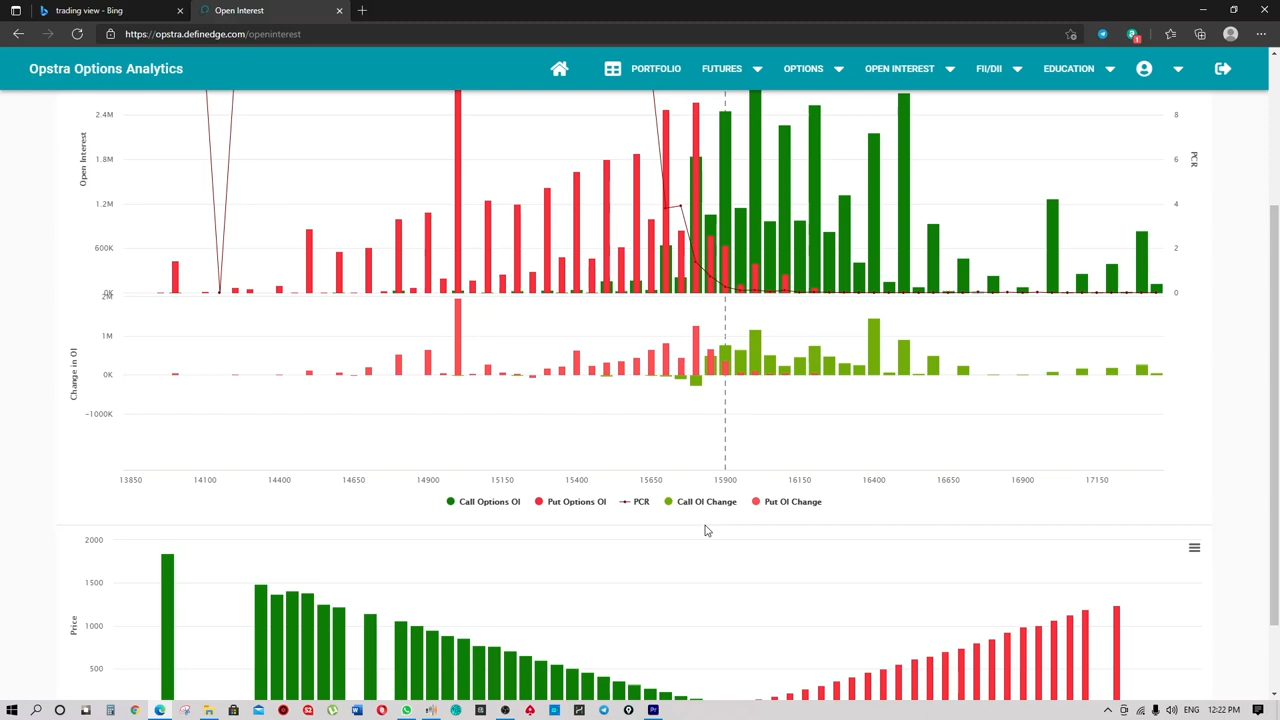 trading view - Bing
Open Interest
https://opstra.definedge.com/openinterest
1
Opstra Options Analytics
PORTFOLIO
FUTURES
OPTIONS
OPEN INTEREST
FII/DII
EDUCATION
Open Interest
2.4M
1.8M
1.2M
600K
0K
8
6
4
2
0
PCR
Change in OI
2M
1M
0K
-1000K
13850 14100 14400 14650 14900 15150 15400 15650 15900 16150 16400 16650 16900 17150
Call Options OI Put Options OI PCR Call OI Change Put OI Change
Price
2000
1500
1000
500
12:22 PM
ENG